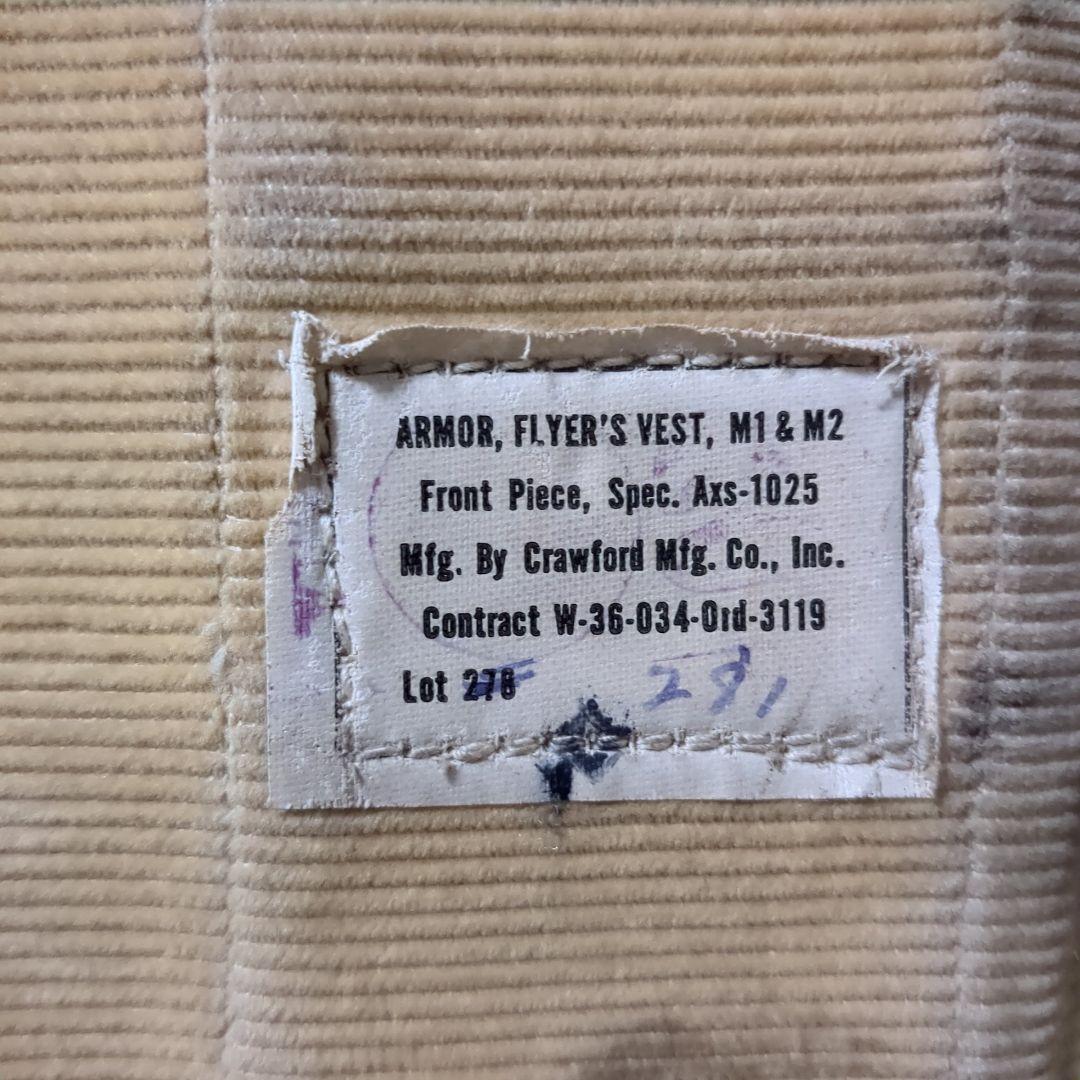 ARMOR, FLYER'S VEST, M1 & M2
Front Piece, Spec. Axs-1025
Mfg. By Crawford Mfg. Co., Inc.
Contract W-36-034-Ord-3119
Lot 278 281